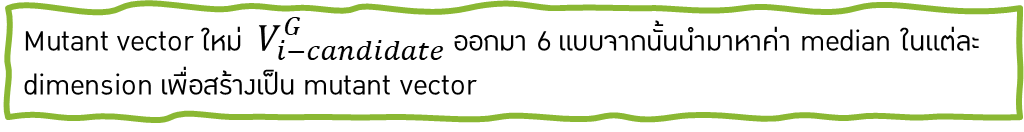 Mutant vector ใหม่ V_{i-candidate}^{G} ออกมา 6 แบบจากนั้นนำมาหาค่า median ในแต่ละ
dimension เพื่อสร้างเป็น mutant vector